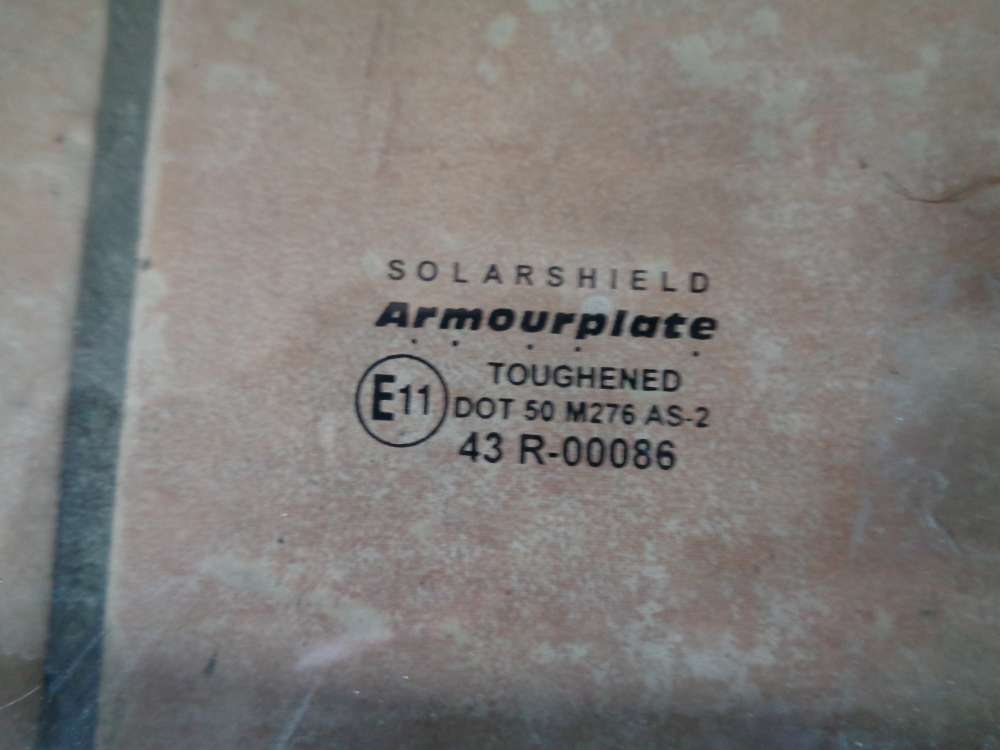 SOLARSHIELD
Armourplate
TOUGHENED
E11 DOT 50 M276 AS-2
43 R-00086